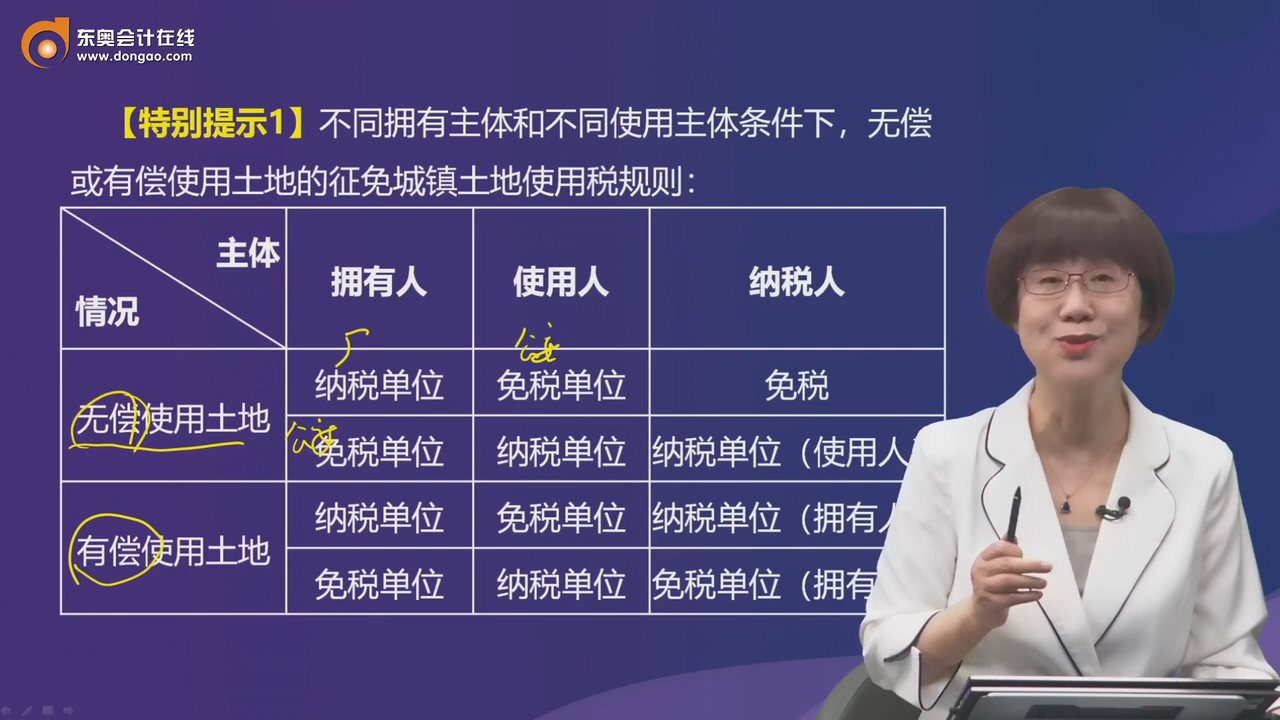 东奥会计在线
www.dongao.com
【特别提示1】不同拥有主体和不同使用主体条件下，无偿
或有偿使用土地的征免城镇土地使用税规则：
主体
情况
拥有人
使用人
纳税人
厂
无偿使用土地
纳税单位
免税单位
免税
免税单位
纳税单位
纳税单位（使用人
有偿使用土地
纳税单位
免税单位
纳税单位（拥有人
免税单位
纳税单位
免税单位（拥有